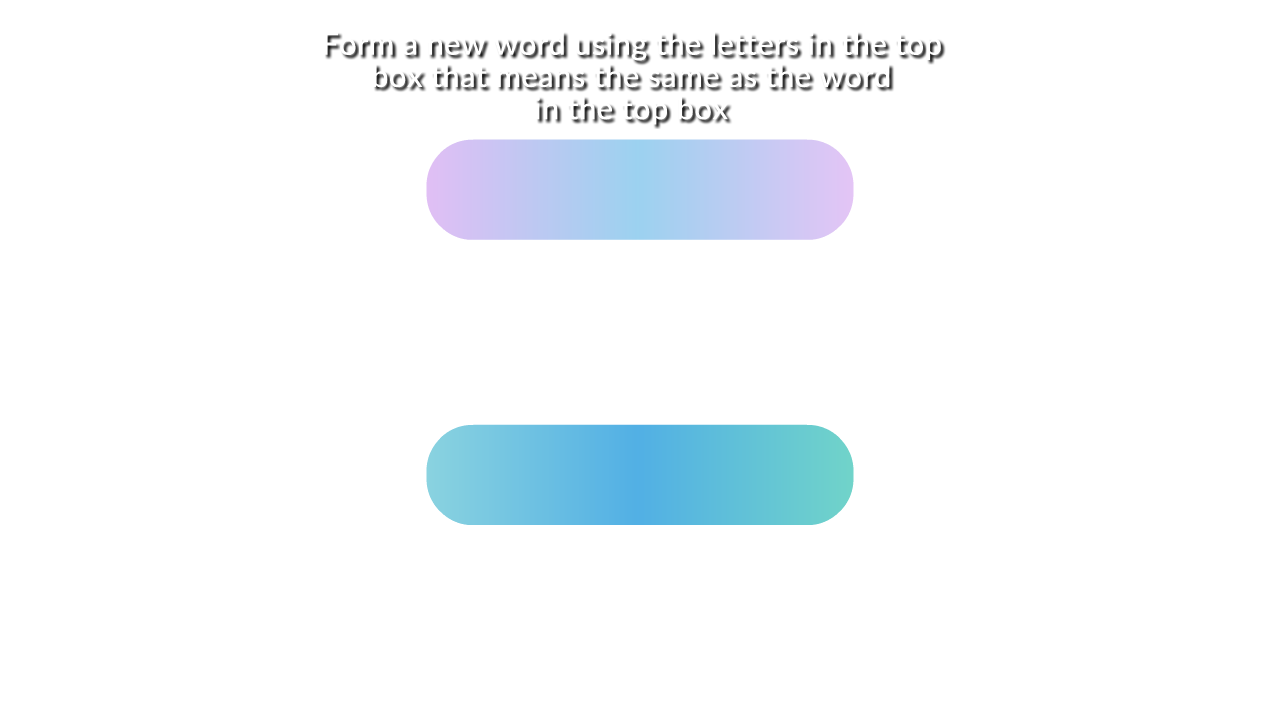 Form a new word using the letters in the top
box that means the same as the word
in the top box